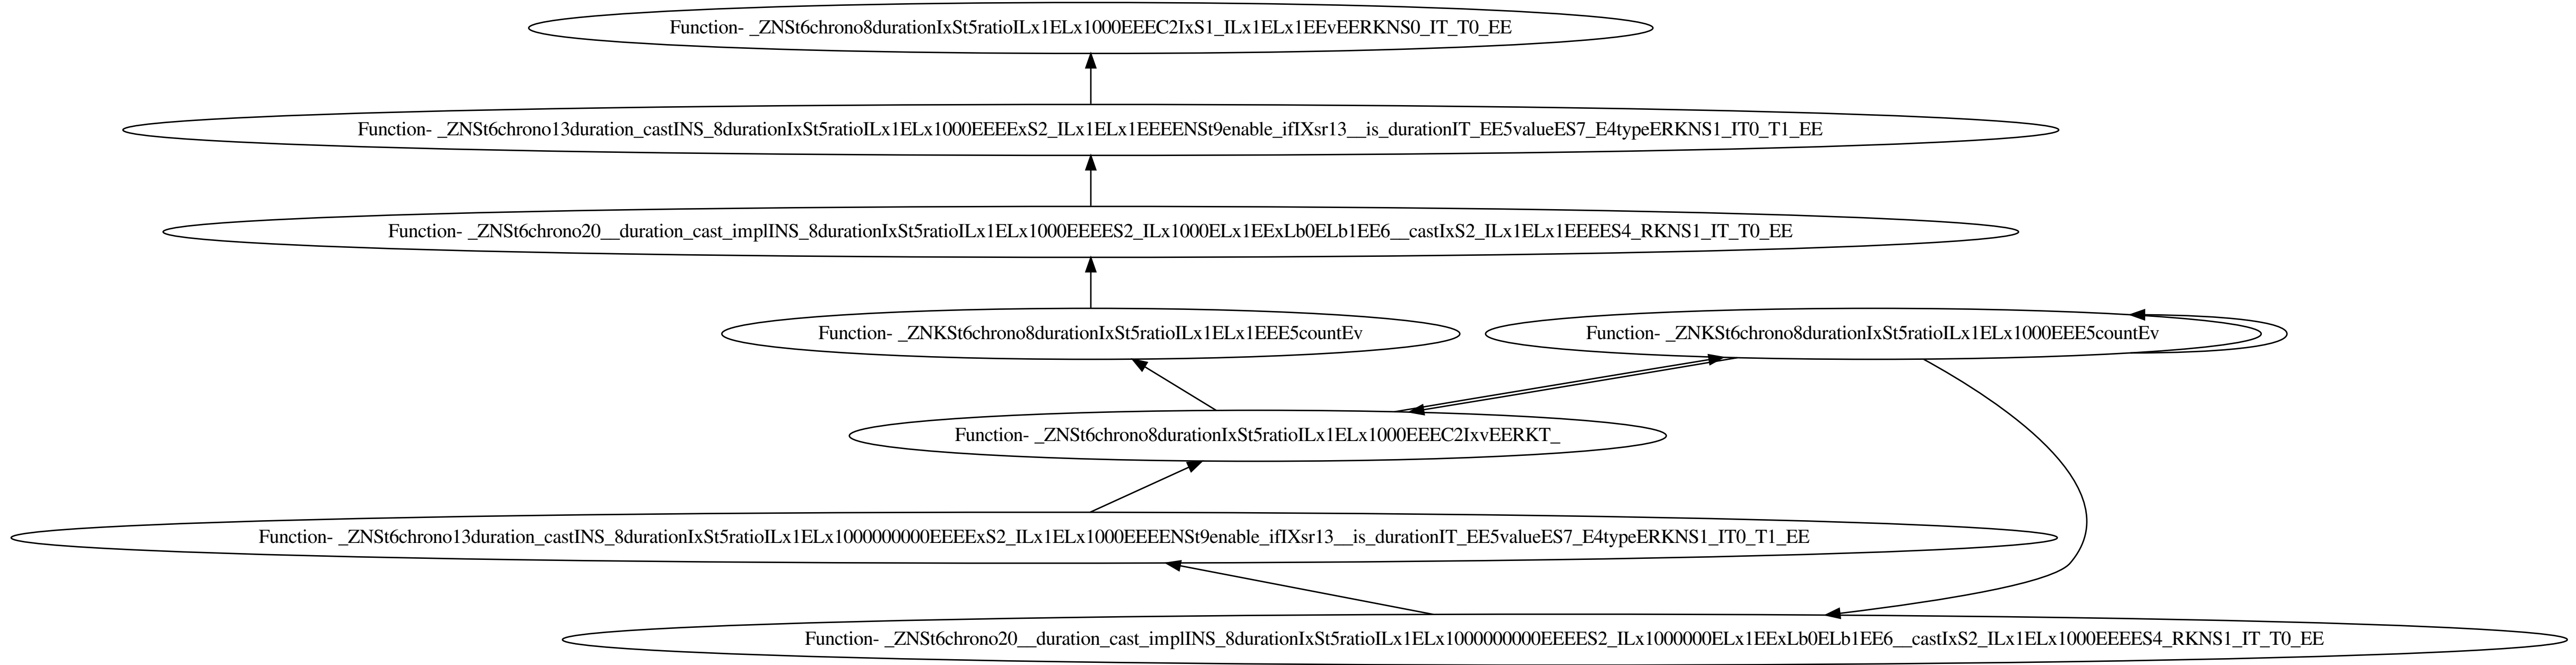 Function- _ZNSt6chrono8durationIxSt5ratioILx1ELx1000EEEC2IxS1_ILx1ELx1EEvEERKNS0_IT_T0_EE
Function- _ZNSt6chrono13duration_castINS_8durationIxSt5ratioILx1ELx1000EEEExS2_ILx1ELx1EEEENSt9enable_ifIXsr13__is_durationIT_EE5valueES7_E4typeERKNS1_IT0_T1_EE
Function- _ZNSt6chrono20__duration_cast_implINS_8durationIxSt5ratioILx1ELx1000EEEES2_ILx1000ELx1EExLb0ELb1EE6__castIxS2_ILx1ELx1EEEES4_RKNS1_IT_T0_EE
Function- _ZNKSt6chrono8durationIxSt5ratioILx1ELx1EEE5countEv
Function- _ZNKSt6chrono8durationIxSt5ratioILx1ELx1000EEE5countEv
Function- _ZNSt6chrono8durationIxSt5ratioILx1ELx1000EEEC2IxvEERKT_
Function- _ZNSt6chrono13duration_castINS_8durationIxSt5ratioILx1ELx1000000000EEEExS2_ILx1ELx1000EEEENSt9enable_ifIXsr13__is_durationIT_EE5valueES7_E4typeERKNS1_IT0_T1_EE
Function- _ZNSt6chrono20__duration_cast_implINS_8durationIxSt5ratioILx1ELx1000000000EEEES2_ILx1000000ELx1EExLb0ELb1EE6__castIxS2_ILx1ELx1000EEEES4_RKNS1_IT_T0_EE